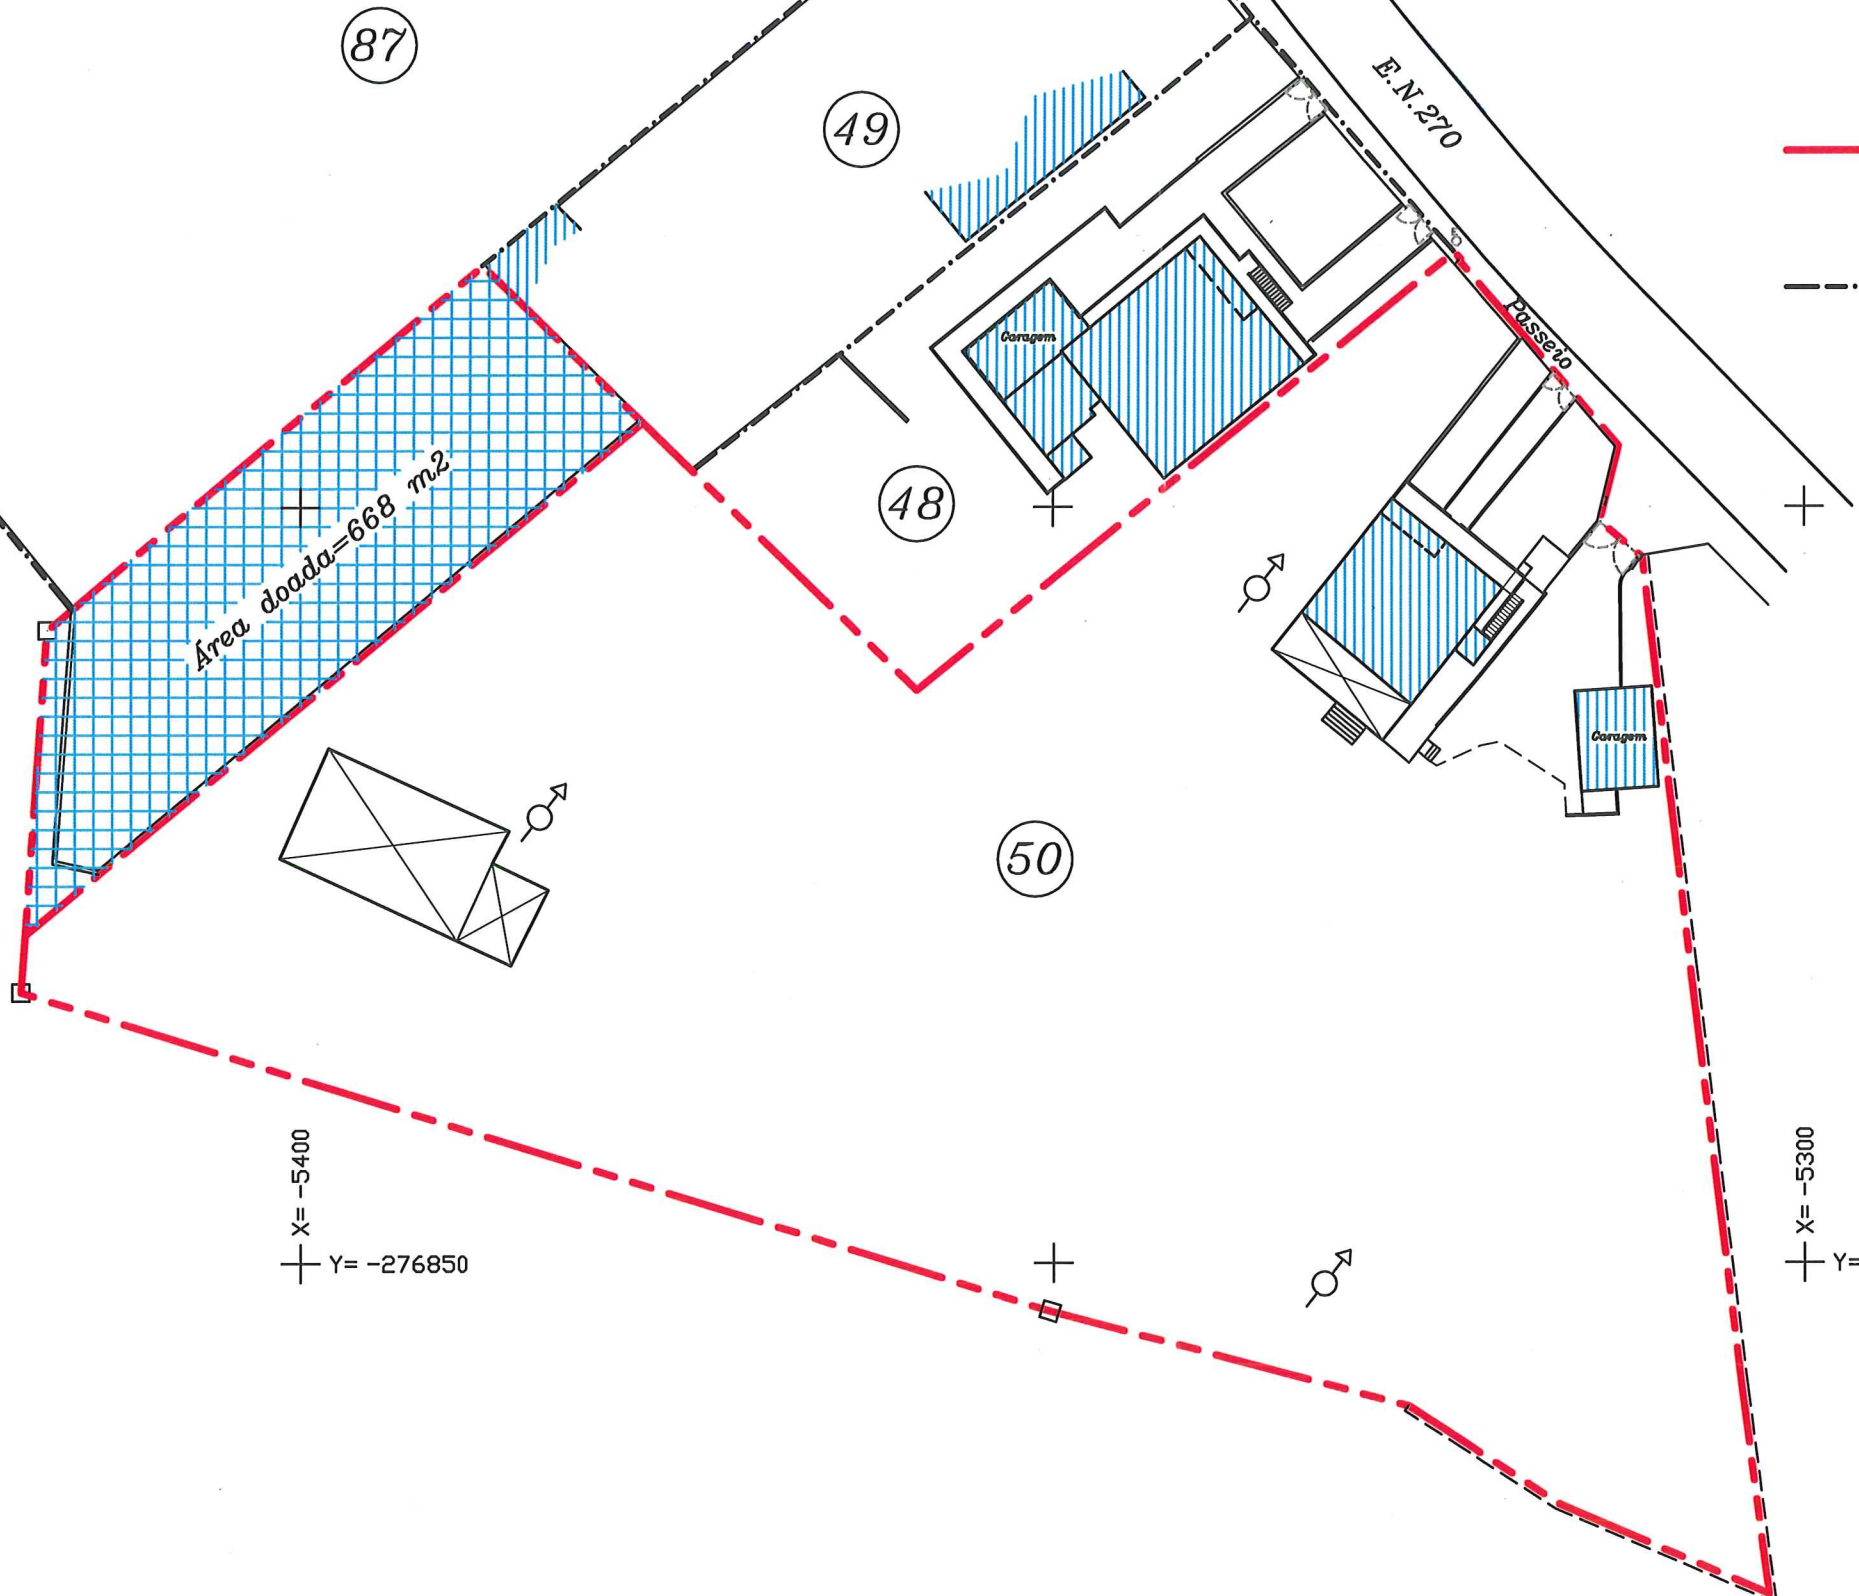 87
E.N.270
49
Passeio
Garagem
Área doada=668 m2
48
Garagem
50
X= -5400
X= -5300
Y= -276850
Y=